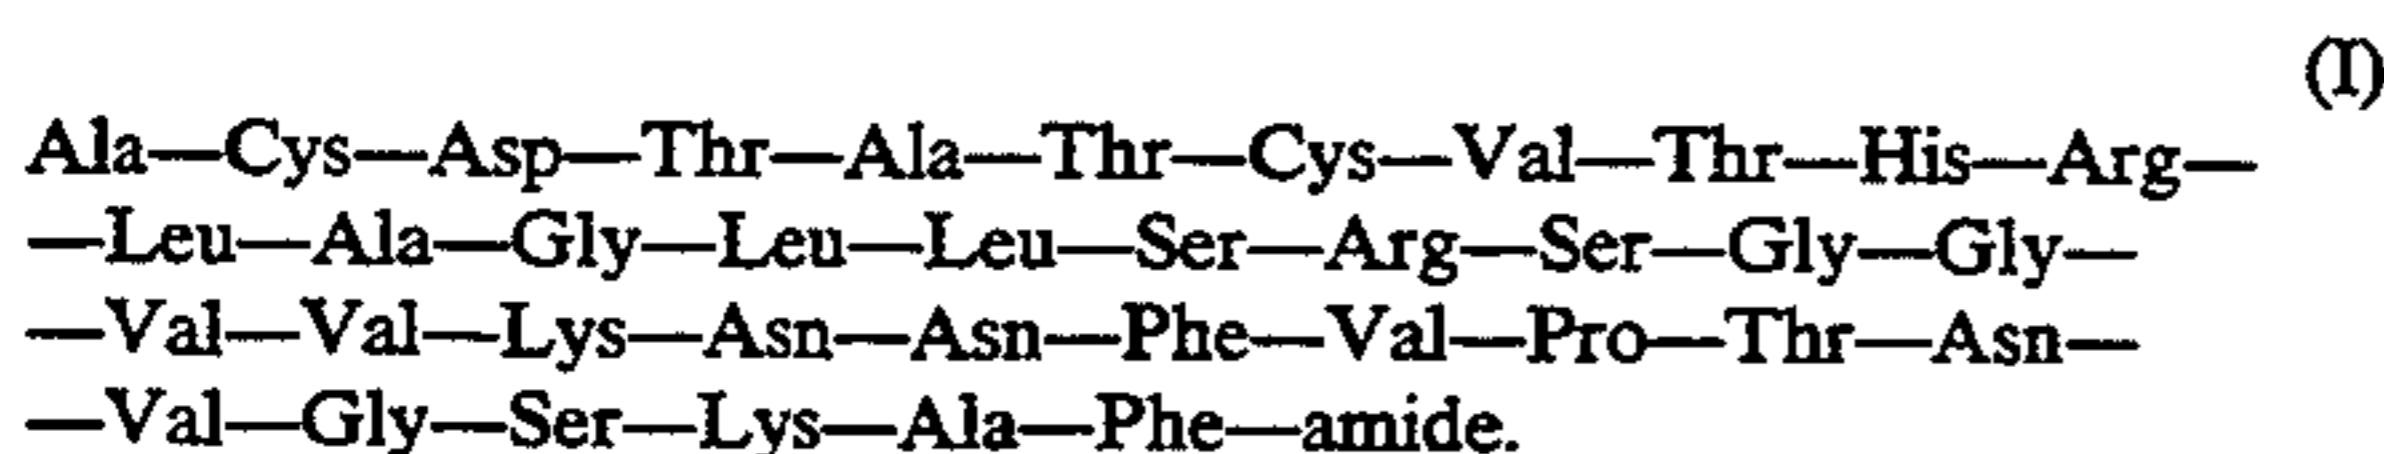 (I)
Ala—Cys—Asp—Thr—Ala—Thr—Cys—Val—Thr—His—Arg—
—Leu—Ala—Gly—Leu—Leu—Ser—Arg—Ser—Gly—Gly—
—Val—Val—Lys—Asn—Asn—Phe—Val—Pro—Thr—Asn—
—Val—Gly—Ser—Lys—Ala—Phe—amide.